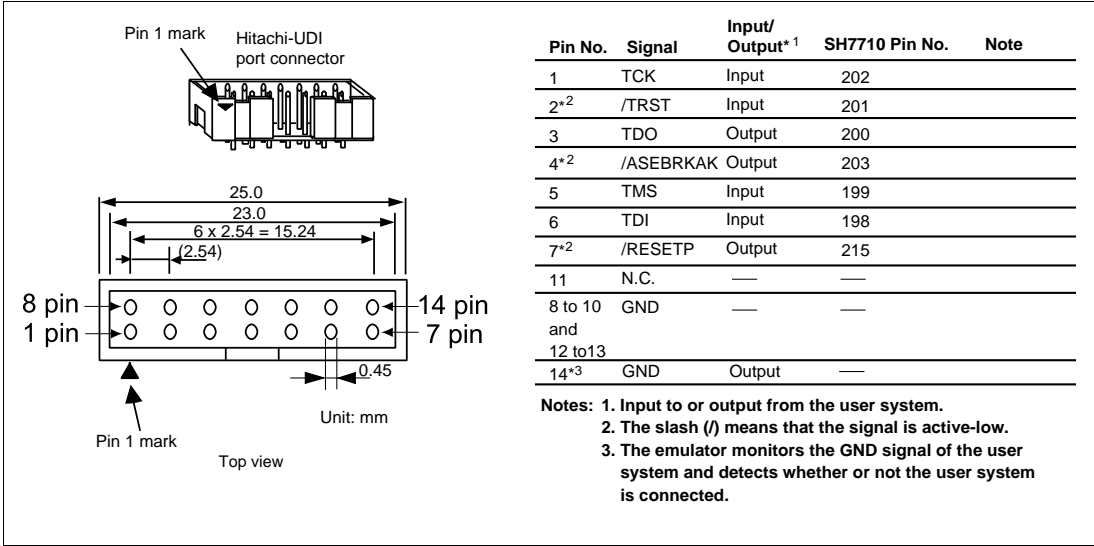 Pin 1 mark
Hitachi-UDI
port connector
25.0
23.0
6 x 2.54 = 15.24
(2.54)
8 pin
14 pin
1 pin
7 pin
0.45
Unit: mm
Pin 1 mark
Top view
Pin No. Signal Input/ Output*1 SH7710 Pin No. Note
1 TCK Input 202
2*2 /TRST Input 201
3 TDO Output 200
4*2 /ASEBRKAK Output 203
5 TMS Input 199
6 TDI Input 198
7*2 /RESETP Output 215
11 N.C. — —
8 to 10 GND — —
and
12 to13
14*3 GND Output —
Notes: 1. Input to or output from the user system.
2. The slash (/) means that the signal is active-low.
3. The emulator monitors the GND signal of the user
system and detects whether or not the user system
is connected.